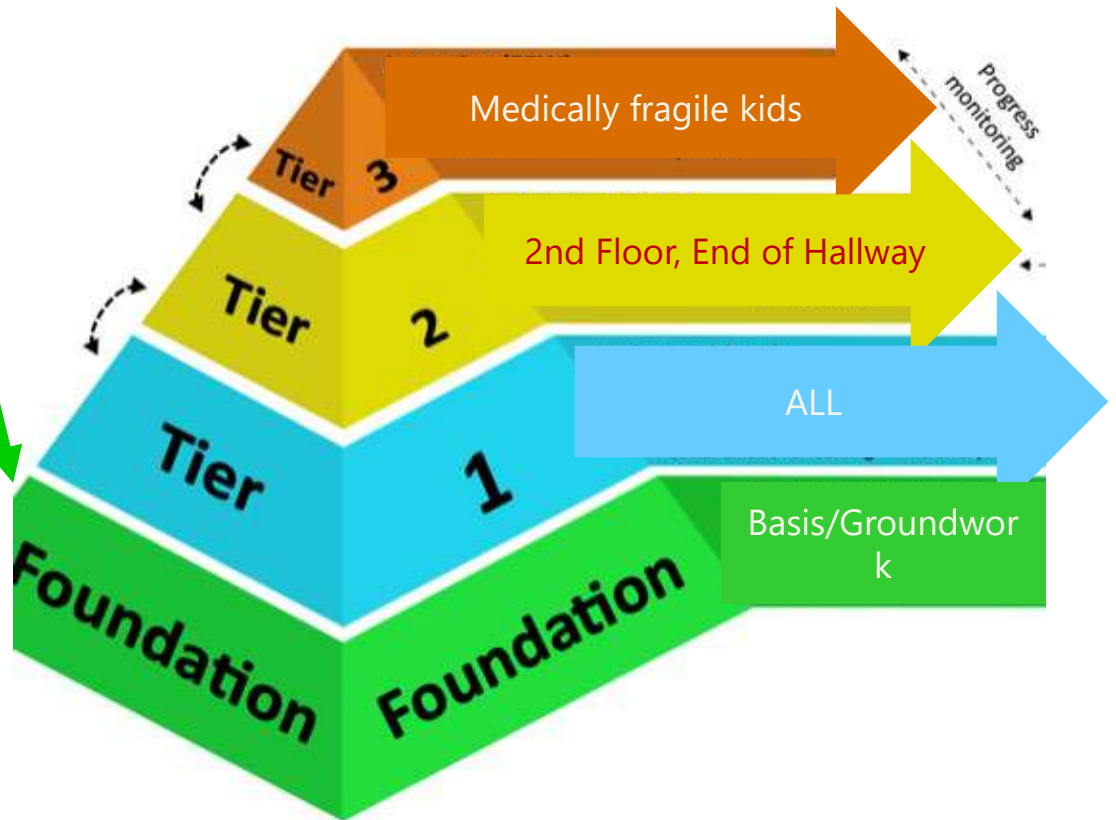 Medically fragile kids
Progress
monitoring
Tier 3
2nd Floor, End of Hallway
Tier 2
ALL
Tier 1
Basis/Groundwor
k
Foundation Foundation